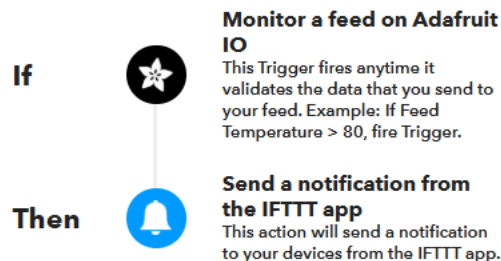 Monitor a feed on Adafruit
IO
If
This Trigger fires anytime it
validates the data that you send to
your feed. Example: If Feed
Temperature > 80, fire Trigger.
Send a notification from
the IFTTT app
Then
This action will send a notification
to your devices from the IFTTT app.